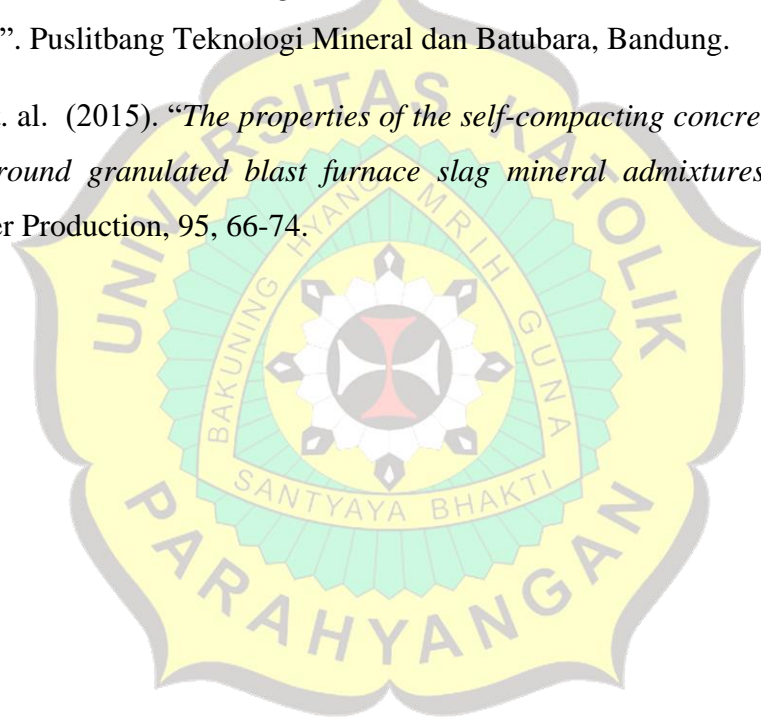 ”. Puslitbang Teknologi Mineral dan Batubara, Bandung.
. al. (2015). “The properties of the self-compacting concre
round granulated blast furnace slag mineral admixtures
er Production, 95, 66-74.
UNIVERSITAS KATOLIK
BAKUNING HYANG MRIH GUNA
SANTYAYA BHAKTI
PARAHYANGAN